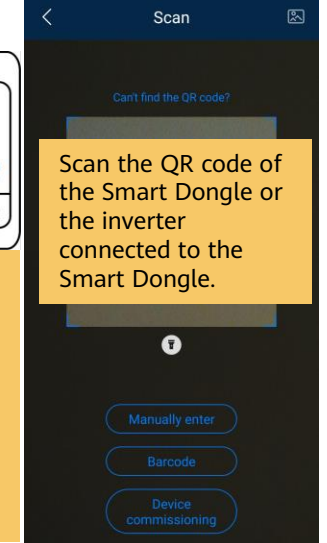 Scan
Can't find the QR code?
Scan the QR code of
the Smart Dongle or
the inverter
connected to the
Smart Dongle.
Manually enter
Barcode
Device
commissioning